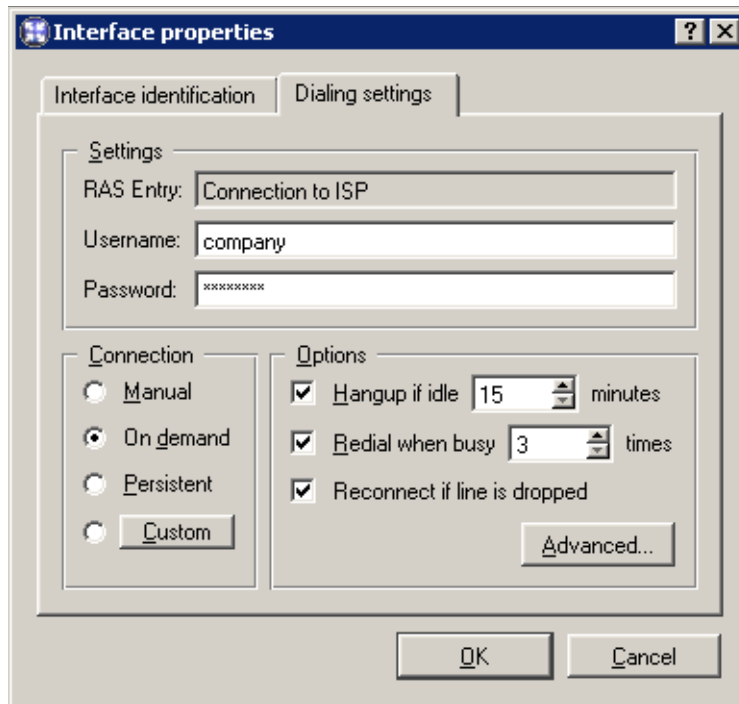 Interface properties
Interface identification
Dialing settings
Settings
RAS Entry: Connection to ISP
Username: company
Password: ********
Connection
Manual
On demand
Persistent
Custom
Options
Hangup if idle 15 minutes
Redial when busy 3 times
Reconnect if line is dropped
Advanced...
OK
Cancel